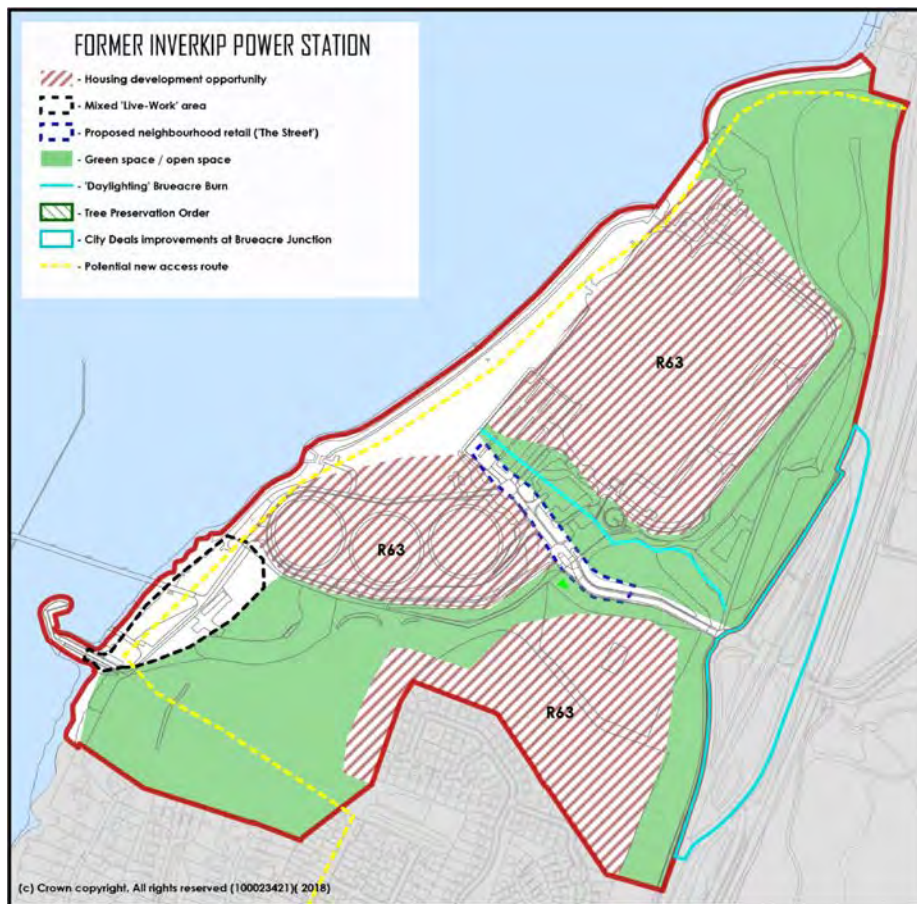 FORMER INVERKIP POWER STATION
- Housing development opportunity
- Mixed 'Live-Work' area
- Proposed neighbourhood retail ('The Street')
- Green space / open space
- 'Daylighting' Brueacre Burn
- Tree Preservation Order
- City Deals improvements at Brueacre Junction
- Potential new access route
R63
R63
R63
(c) Crown copyright. All rights reserved (100023421)( 2018)